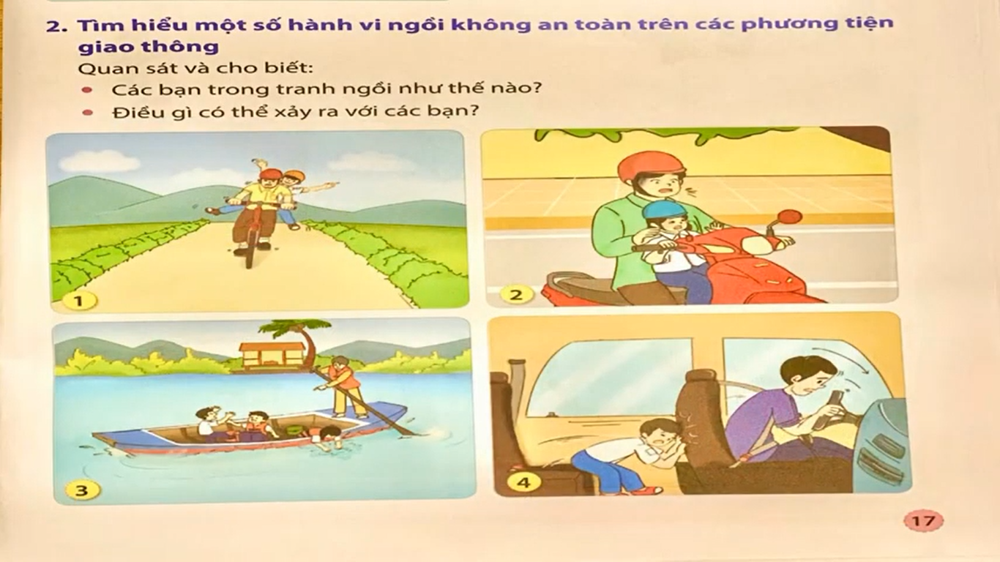 2. Tìm hiểu một số hành vi ngồi không an toàn trên các phương tiện
giao thông
Quan sát và cho biết:
• Các bạn trong tranh ngồi như thế nào?
• Điều gì có thể xảy ra với các bạn?
1
2
3
4
17